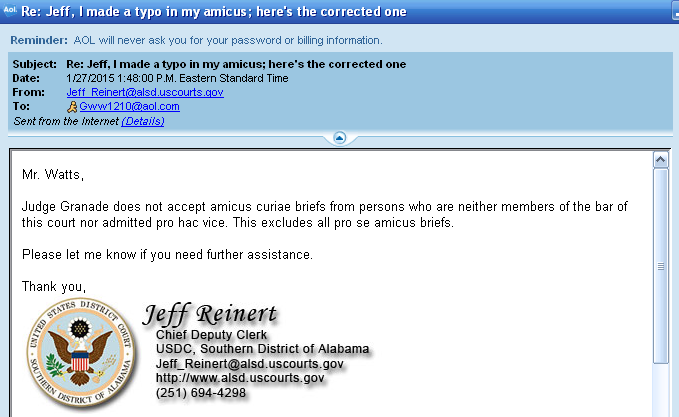 AOL Re: Jeff, I made a typo in my amicus; here's the corrected one
Reminder: AOL will never ask you for your password or billing information.
Subject: Re: Jeff, I made a typo in my amicus; here's the corrected one
Date: 1/27/2015 1:48:00 P.M. Eastern Standard Time
From: Jeff_Reinert@alsd.uscourts.gov
To: Gww1210@aol.com
Sent from the Internet (Details)
Mr. Watts,
Judge Granade does not accept amicus curiae briefs from persons who are neither members of the bar of
this court nor admitted pro hac vice. This excludes all pro se amicus briefs.
Please let me know if you need further assistance.
Thank you,
UNITED STATES DISTRICT COURT
SOUTHERN DISTRICT OF ALABAMA
Jeff Reinert
Chief Deputy Clerk
USDC, Southern District of Alabama
Jeff_Reinert@alsd.uscourts.gov
http://www.alsd.uscourts.gov
(251) 694-4298